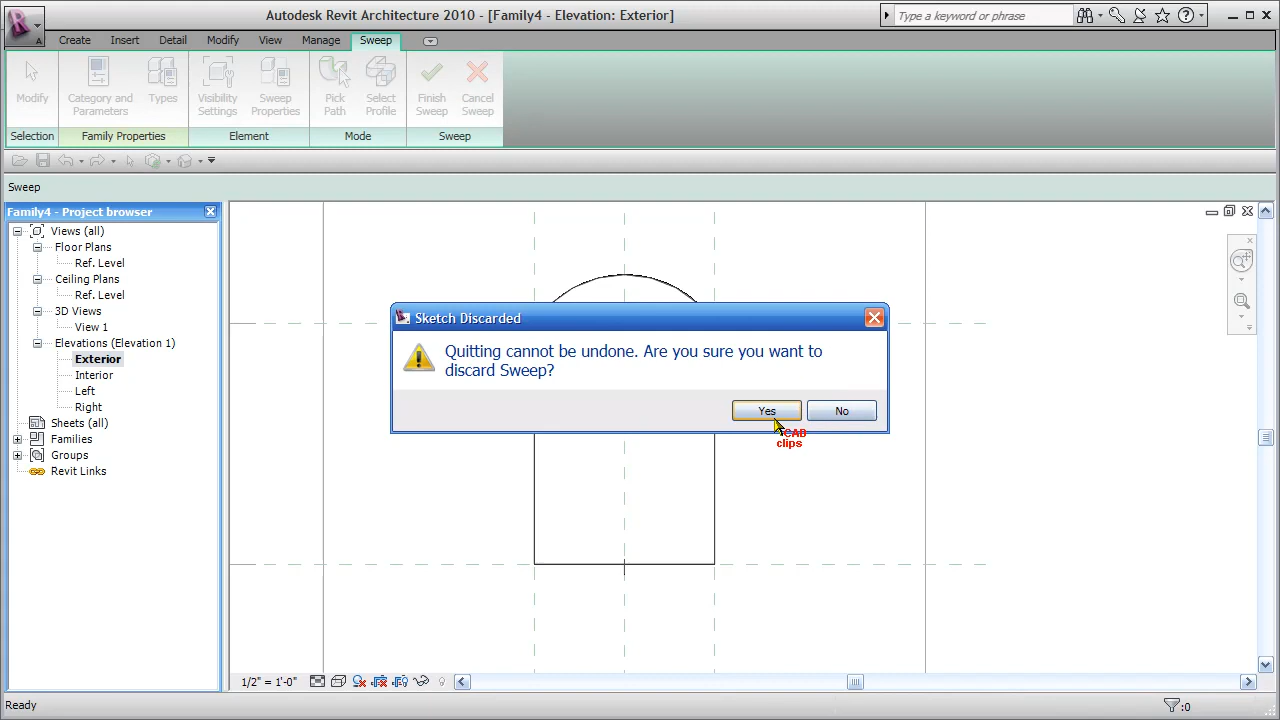 Autodesk Revit Architecture 2010 - [Family4 - Elevation: Exterior]
Type a keyword or phrase
Create Insert Detail Modify View Manage Sweep
Modify Category and Parameters Types Visibility Settings Sweep Properties Pick Path Select Profile Finish Sweep Cancel Sweep
Selection Family Properties Element Mode Sweep
Sweep
Family4 - Project browser
Views (all)
Floor Plans
Ref. Level
Ceiling Plans
Ref. Level
3D Views
View 1
Elevations (Elevation 1)
Exterior
Interior
Left
Right
Sheets (all)
Families
Groups
Revit Links
Sketch Discarded
Quitting cannot be undone. Are you sure you want to
discard Sweep?
Yes No
CAB
clips
1/2" = 1'-0"
Ready
:0